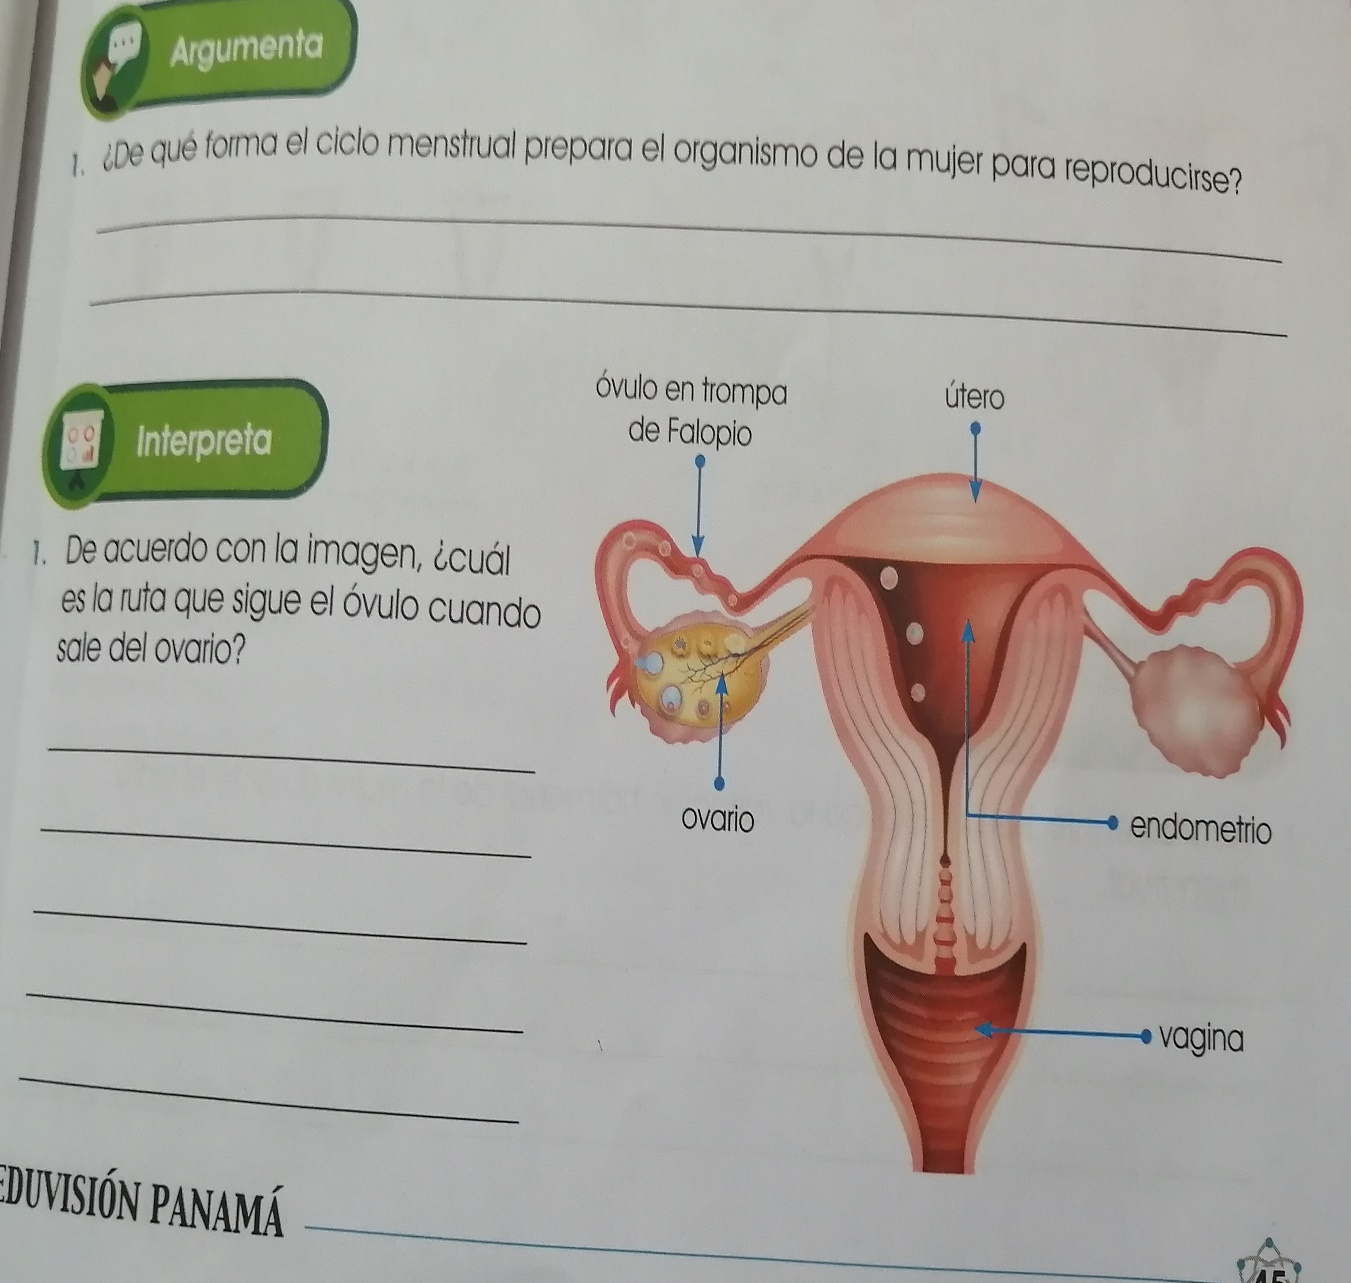 Argumenta
1. ¿De qué forma el ciclo menstrual prepara el organismo de la mujer para reproducirse?
Interpreta
1. De acuerdo con la imagen, ¿cuál
es la ruta que sigue el óvulo cuando
sale del ovario?
óvulo en trompa
de Falopio
útero
ovario
endometrio
vagina
EDUVISIÓN PANAMÁ